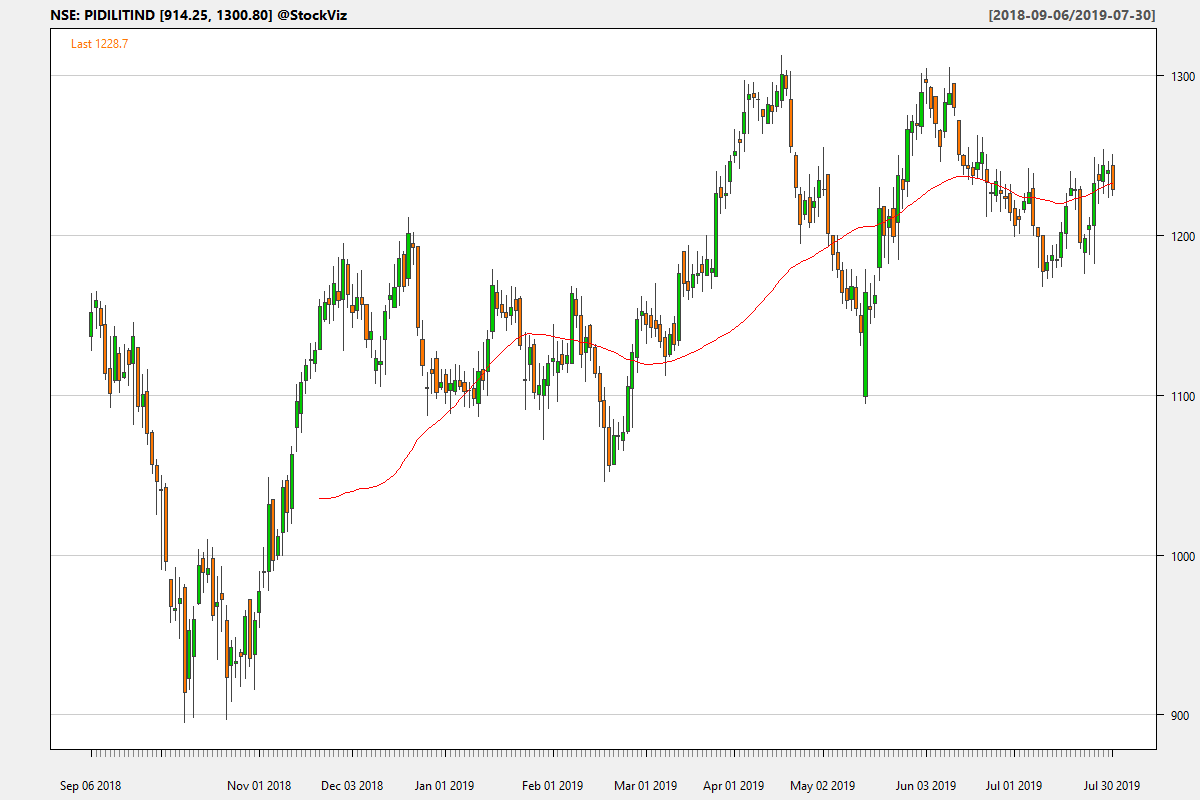 NSE: PIDILITIND [914.25, 1300.80] @StockViz [2018-09-06/2019-07-30]
Last 1228.7
1300
1200
1100
1000
900
Sep 06 2018 Nov 01 2018 Dec 03 2018 Jan 01 2019 Feb 01 2019 Mar 01 2019 Apr 01 2019 May 02 2019 Jun 03 2019 Jul 01 2019 Jul 30 2019